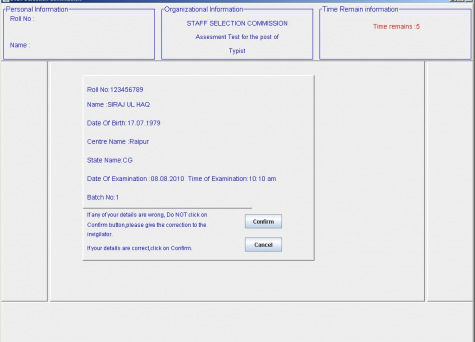 Personal Information
Organizational Information
Time Remain information
Roll No :
STAFF SELECTION COMMISSION
Time remains :5
Assesment Test for the post of
Name :
Typist
Roll No:123456789
Name :SIRAJ UL HAQ
Date Of Birth:17.07.1979
Centre Name :Raipur
State Name:CG
Date Of Examination :08.08.2010 Time of Examination:10:10 am
Batch No:1
If any of your details are wrong, Do NOT click on
Confirm button,please give the correction to the
invigilator.
If your details are correct,click on Confirm.
Confirm
Cancel